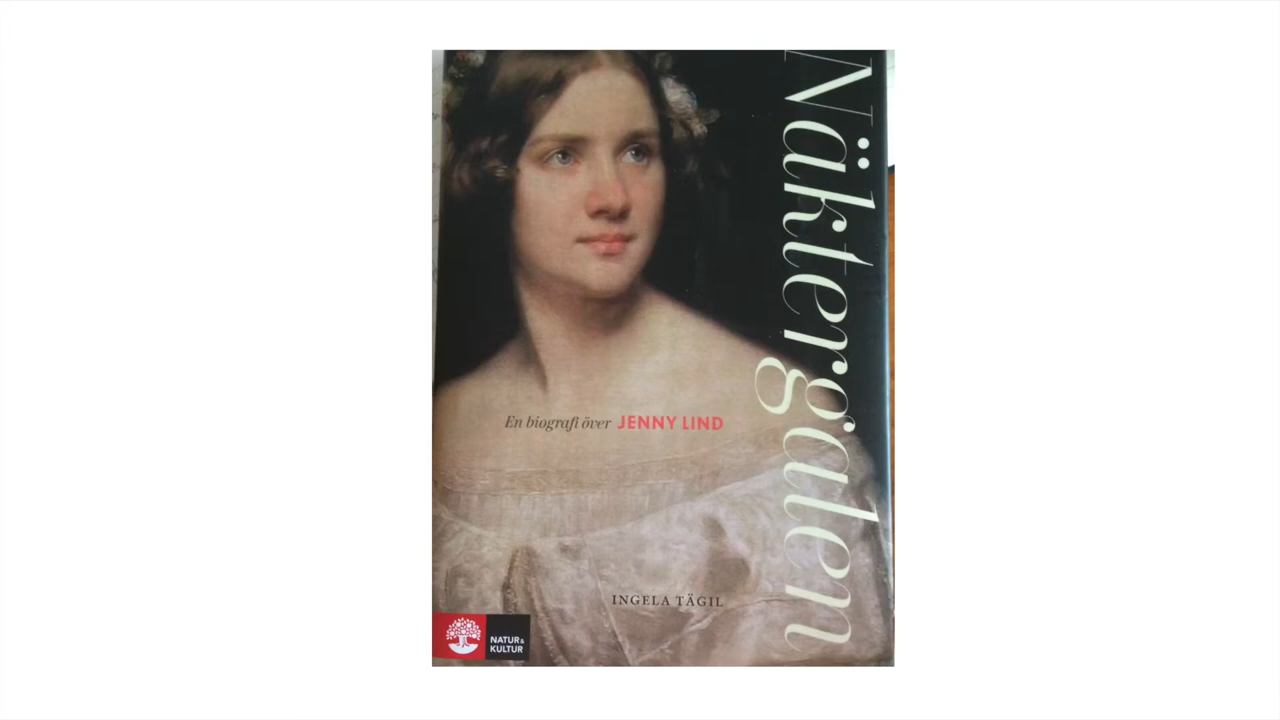 Näktergalen
En biografi över JENNY LIND
INGELA TÄGIL
NATUR&
KULTUR